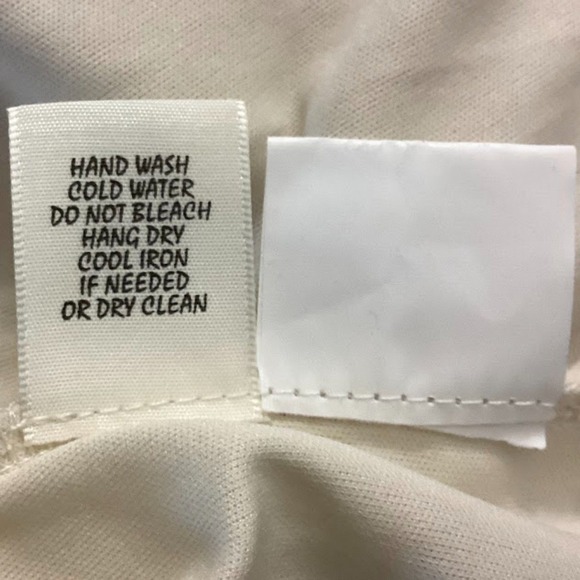 HAND WASH
COLD WATER
DO NOT BLEACH
HANG DRY
COOL IRON
IF NEEDED
OR DRY CLEAN